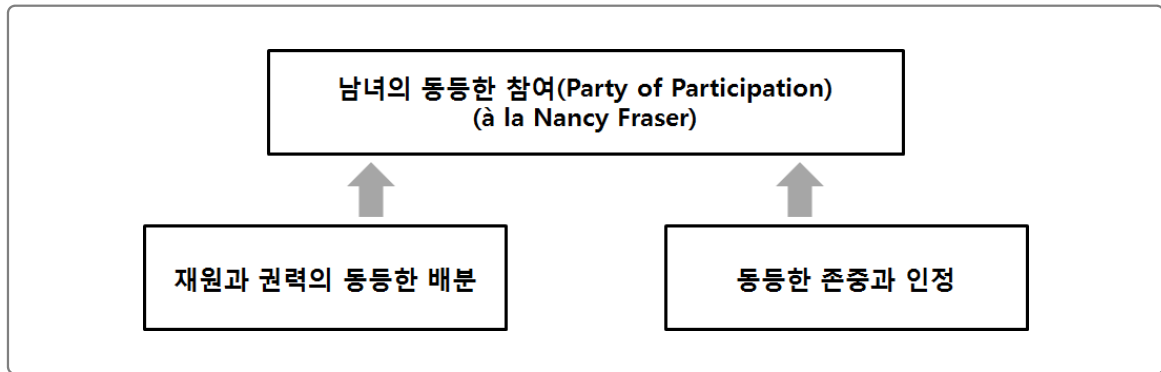 남녀의 동등한 참여(Party of Participation)
(à la Nancy Fraser)
재원과 권력의 동등한 배분
동등한 존중과 인정